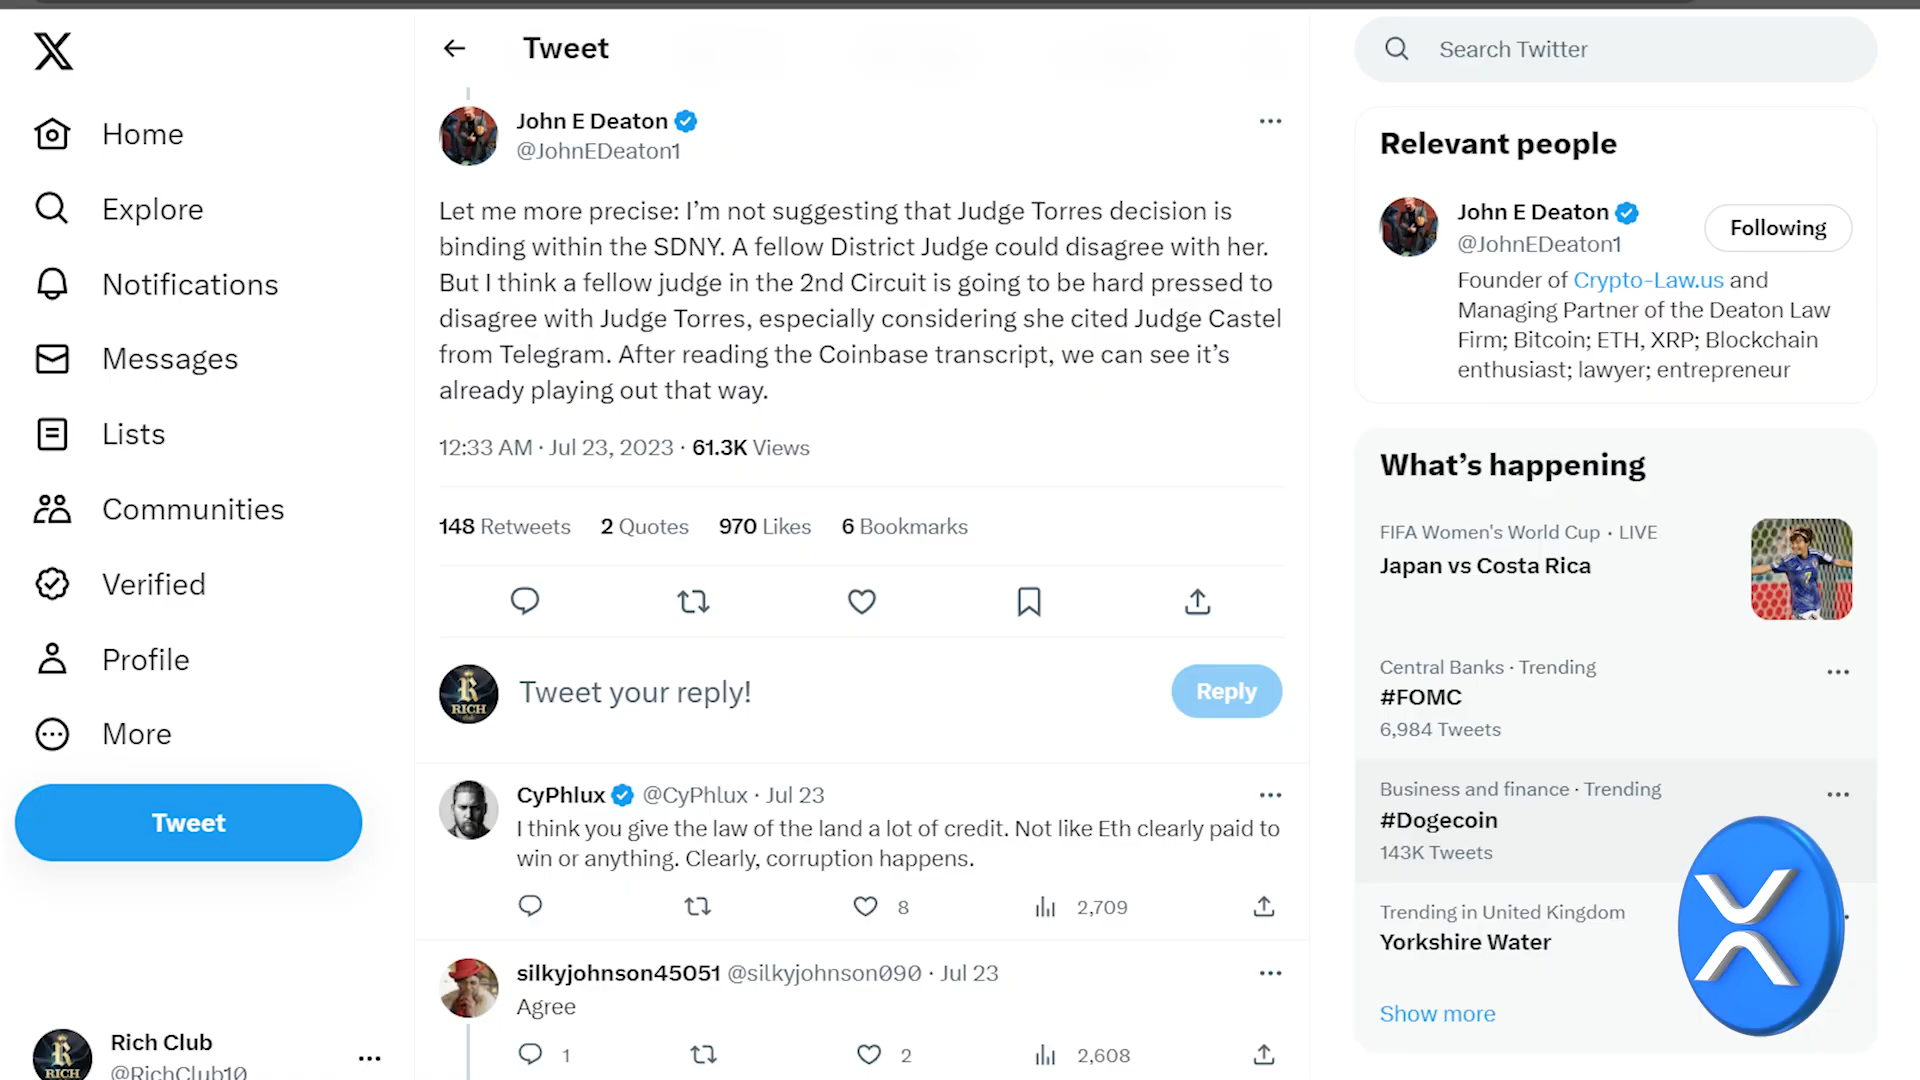 Home
Explore
Notifications
Messages
Lists
Communities
Verified
Profile
More
Tweet
Rich Club
@RichClub10
Tweet
John E Deaton
@JohnEDeaton1
Let me more precise: I’m not suggesting that Judge Torres decision is
binding within the SDNY. A fellow District Judge could disagree with her.
But I think a fellow judge in the 2nd Circuit is going to be hard pressed to
disagree with Judge Torres, especially considering she cited Judge Castel
from Telegram. After reading the Coinbase transcript, we can see it’s
already playing out that way.
12:33 AM · Jul 23, 2023 · 61.3K Views
148 Retweets 2 Quotes 970 Likes 6 Bookmarks
R
RICH
Tweet your reply!
Reply
CyPhlux @CyPhlux · Jul 23
I think you give the law of the land a lot of credit. Not like Eth clearly paid to
win or anything. Clearly, corruption happens.
8 2,709
silkyjohnson45051 @silkyjohnson090 · Jul 23
Agree
1 2 2,608
Search Twitter
Relevant people
John E Deaton
@JohnEDeaton1
Following
Founder of Crypto-Law.us and
Managing Partner of the Deaton Law
Firm; Bitcoin; ETH, XRP; Blockchain
enthusiast; lawyer; entrepreneur
What’s happening
FIFA Women's World Cup · LIVE
Japan vs Costa Rica
7
Central Banks · Trending
#FOMC
6,984 Tweets
Business and finance · Trending
#Dogecoin
143K Tweets
Trending in United Kingdom
Yorkshire Water
Show more
R
RICH